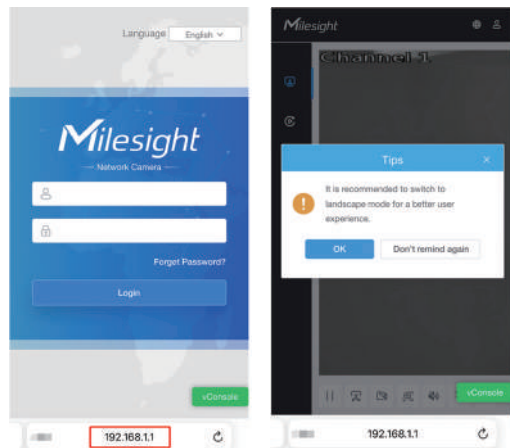 Language English
Milesight
Network Camera
Forget Password?
Login
vConsole
192.168.1.1
Milesight
Channel 1
Tips
It is recommended to switch to
landscape mode for a better user
experience.
OK Don't remind again
vConsole
192.168.1.1